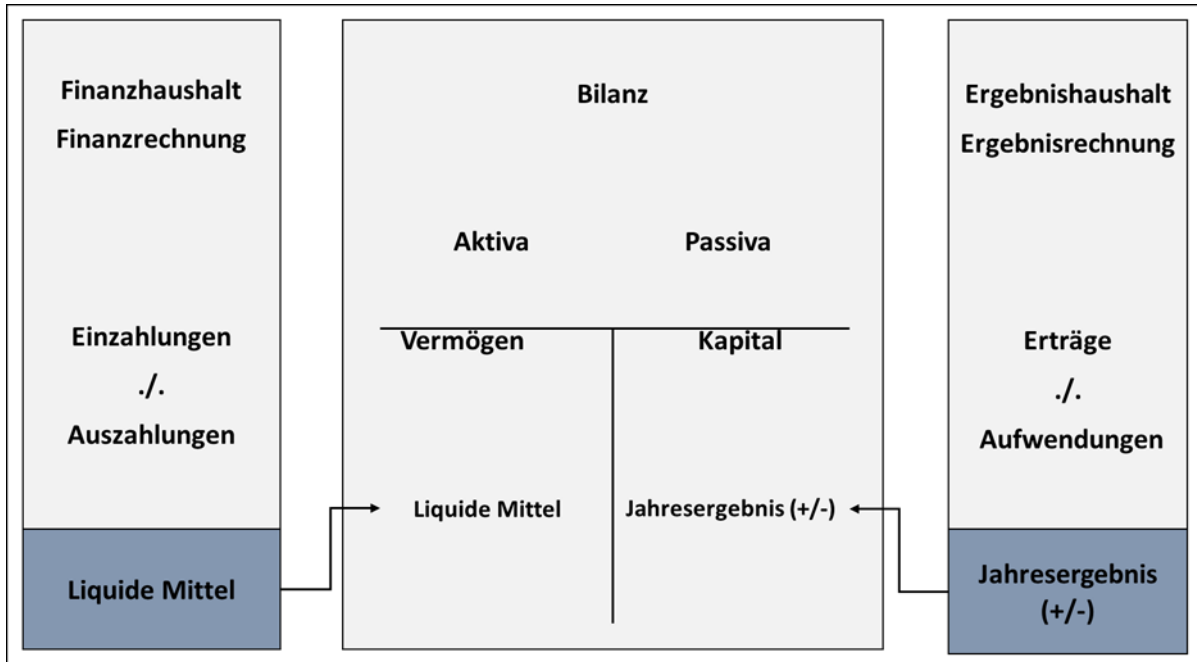 Finanzhaushalt
Finanzrechnung
Einzahlungen
./.
Auszahlungen
Liquide Mittel
Bilanz
Aktiva
Passiva
Vermögen
Kapital
Liquide Mittel
Jahresergebnis (+/-)
Ergebnishaushalt
Ergebnisrechnung
Erträge
./.
Aufwendungen
Jahresergebnis
(+/-)